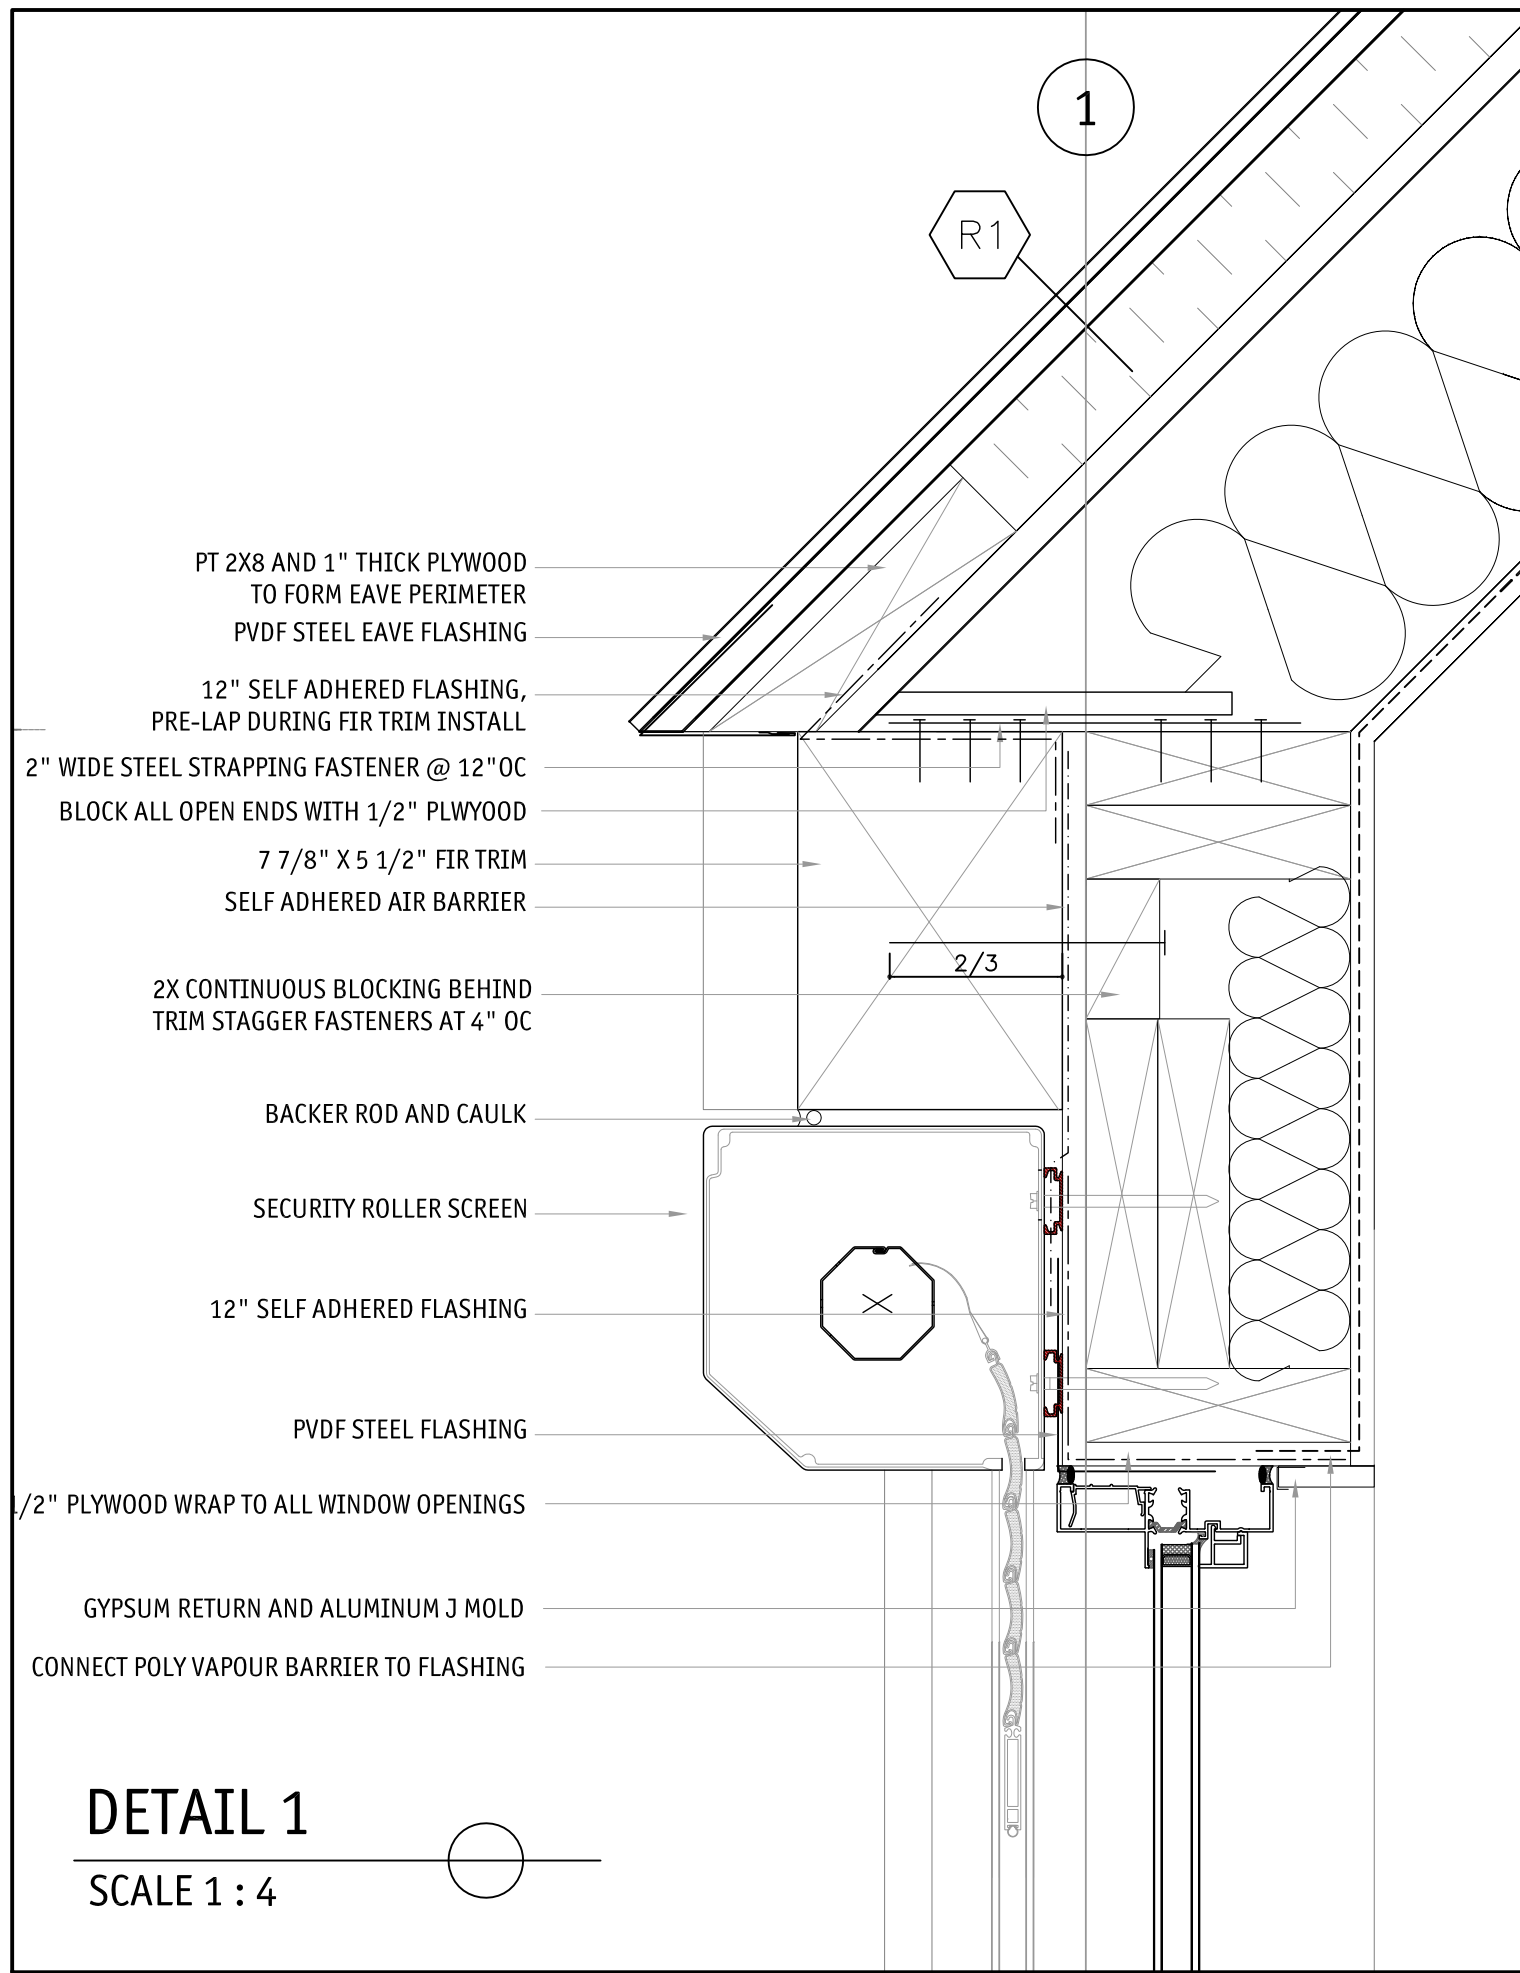 1
R1
PT 2X8 AND 1" THICK PLYWOOD
TO FORM EAVE PERIMETER
PVDF STEEL EAVE FLASHING
12" SELF ADHERED FLASHING,
PRE-LAP DURING FIR TRIM INSTALL
2" WIDE STEEL STRAPPING FASTENER @ 12"OC
BLOCK ALL OPEN ENDS WITH 1/2" PLWYOOD
7 7/8" X 5 1/2" FIR TRIM
SELF ADHERED AIR BARRIER
2/3
2X CONTINUOUS BLOCKING BEHIND
TRIM STAGGER FASTENERS AT 4" OC
BACKER ROD AND CAULK
SECURITY ROLLER SCREEN
12" SELF ADHERED FLASHING
PVDF STEEL FLASHING
1/2" PLYWOOD WRAP TO ALL WINDOW OPENINGS
GYPSUM RETURN AND ALUMINUM J MOLD
CONNECT POLY VAPOUR BARRIER TO FLASHING
DETAIL 1
SCALE 1 : 4